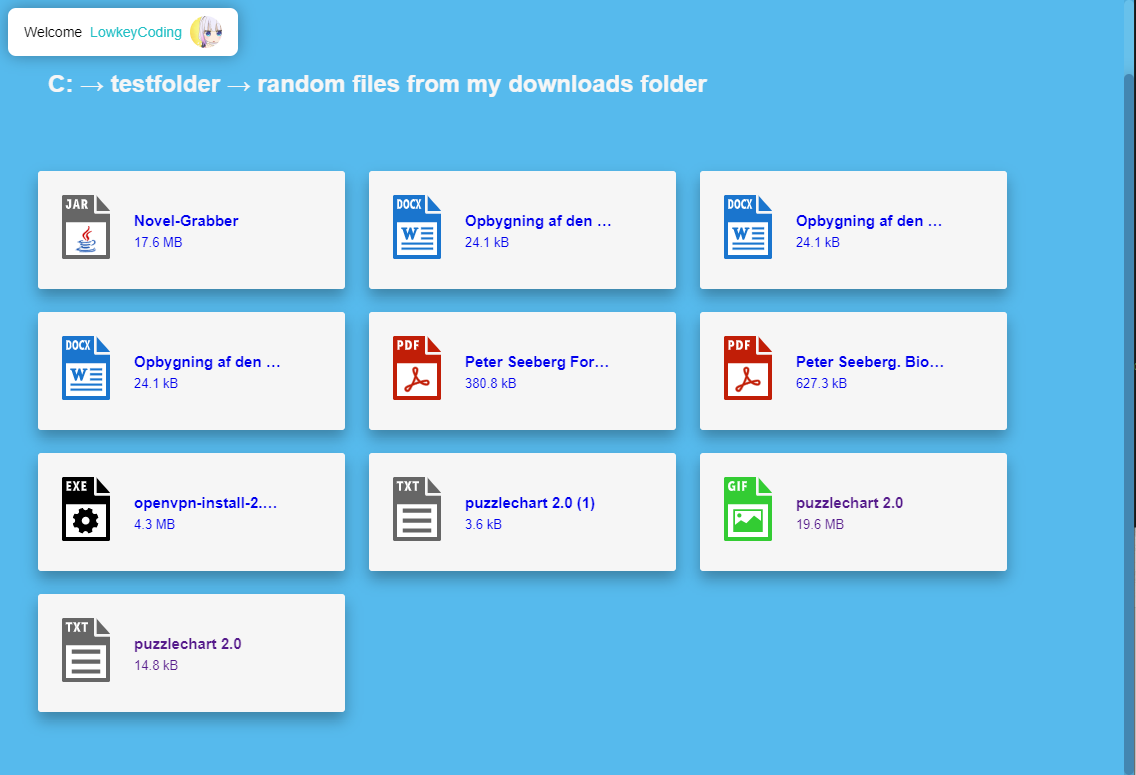 Welcome LowkeyCoding
C: → testfolder → random files from my downloads folder
JAR
Novel-Grabber
17.6 MB
DOCX
W
Opbygning af den ...
24.1 kB
DOCX
W
Opbygning af den ...
24.1 kB
DOCX
W
Opbygning af den ...
24.1 kB
PDF
Peter Seeberg For...
380.8 kB
PDF
Peter Seeberg. Bio...
627.3 kB
EXE
openvpn-install-2....
4.3 MB
TXT
puzzlechart 2.0 (1)
3.6 kB
GIF
puzzlechart 2.0
19.6 MB
TXT
puzzlechart 2.0
14.8 kB